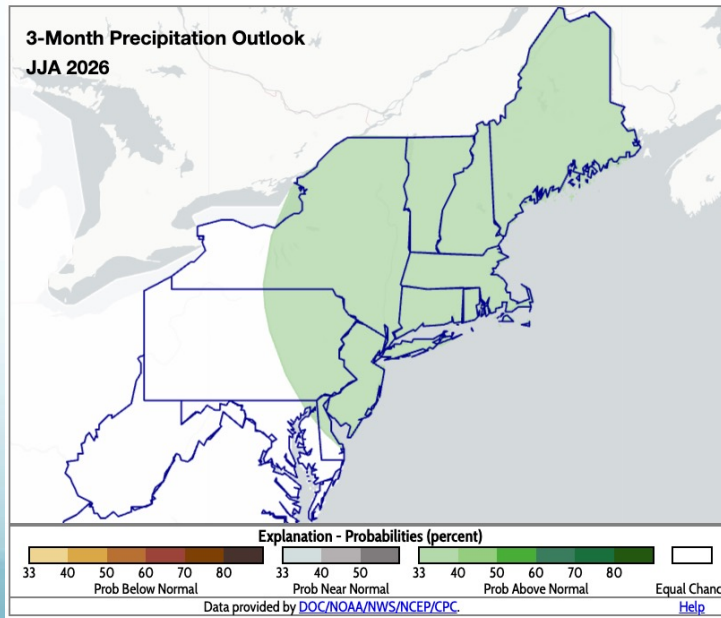 3-Month Precipitation Outlook
JJA 2026
Explanation - Probabilities (percent)
33 40 50 60 70 80 33 40 50 33 40 50 60 70 80
Prob Below Normal Prob Near Normal Prob Above Normal Equal Chanc
Data provided by DOC/NOAA/NWS/NCEP/CPC. Help